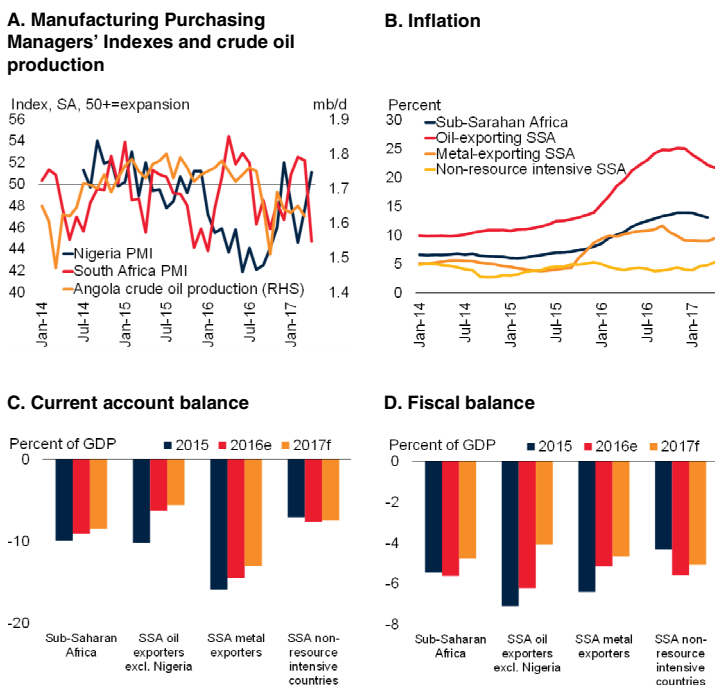 A. Manufacturing Purchasing
Managers' Indexes and crude oil
production
Index, SA, 50+=expansion
mb/d
56
54
52
50
48
46
44
42
40
1.9
1.8
1.7
1.6
1.5
1.4
Nigeria PMI
South Africa PMI
Angola crude oil production (RHS)
Jan-14
Jul-14
Jan-15
Jul-15
Jan-16
Jul-16
Jan-17
B. Inflation
Percent
30
25
20
15
10
5
0
Sub-Sarahan Africa
Oil-exporting SSA
Metal-exporting SSA
Non-resource intensive SSA
Jan-14
Jul-14
Jan-15
Jul-15
Jan-16
Jul-16
Jan-17
C. Current account balance
Percent of GDP
2015
2016e
2017f
0
-10
-20
Sub-Saharan
Africa
SSA oil
exporters
excl. Nigeria
SSA metal
exporters
SSA non-
resource
intensive
countries
D. Fiscal balance
Percent of GDP
2015
2016e
2017f
0
-2
-4
-6
-8
Sub-Saharan
Africa
SSA oil
exporters
excl. Nigeria
SSA metal
exporters
SSA non-
resource
intensive
countries